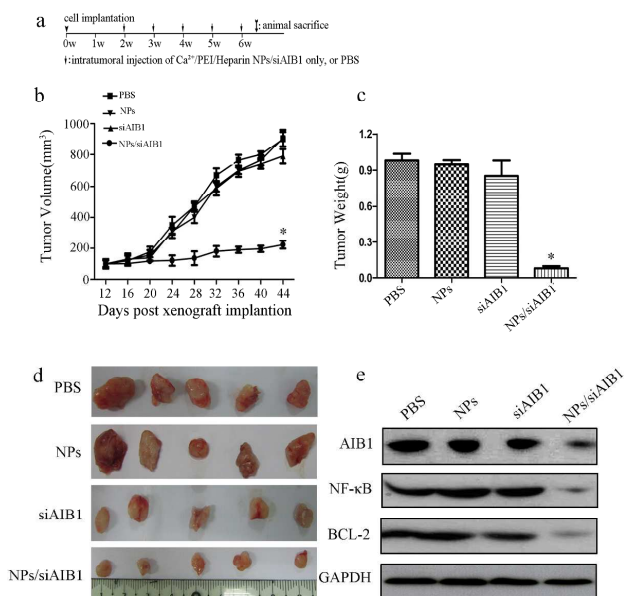 a
cell implantation
: animal sacrifice
0w 1w 2w 3w 4w 5w 6w
:intratumoral injection of Ca²⁺/PEI/Heparin NPs/siAIB1 only, or PBS
b
PBS
NPs
siAIB1
NPs/siAIB1
Tumor Volume(mm³)
1000
800
600
400
200
0
*
12 16 20 24 28 32 36 40 44
Days post xenograft implantion
c
Tumor Weight(g)
1.2
0.9
0.6
0.3
0.0
*
PBS NPs siAIB1 NPs/siAIB1
d
PBS
NPs
siAIB1
NPs/siAIB1
e
PBS NPs siAIB1 NPs/siAIB1
AIB1
NF-κB
BCL-2
GAPDH